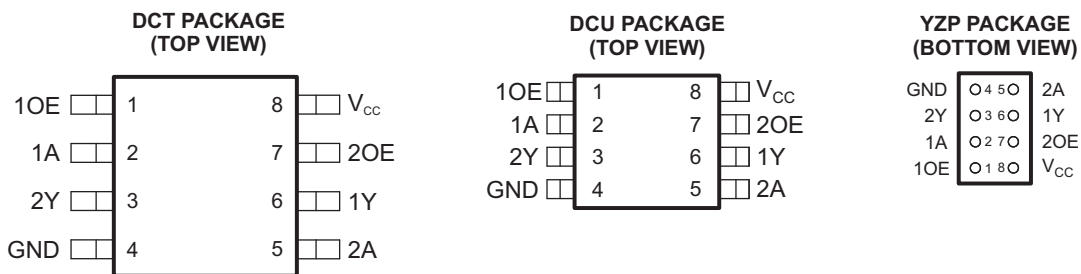 DCT PACKAGE
(TOP VIEW)
1OE 1 8 VCC
1A 2 7 2OE
2Y 3 6 1Y
GND 4 5 2A
DCU PACKAGE
(TOP VIEW)
1OE 1 8 VCC
1A 2 7 2OE
2Y 3 6 1Y
GND 4 5 2A
YZP PACKAGE
(BOTTOM VIEW)
GND 4 5 2A
2Y 3 6 1Y
1A 2 7 2OE
1OE 1 8 VCC